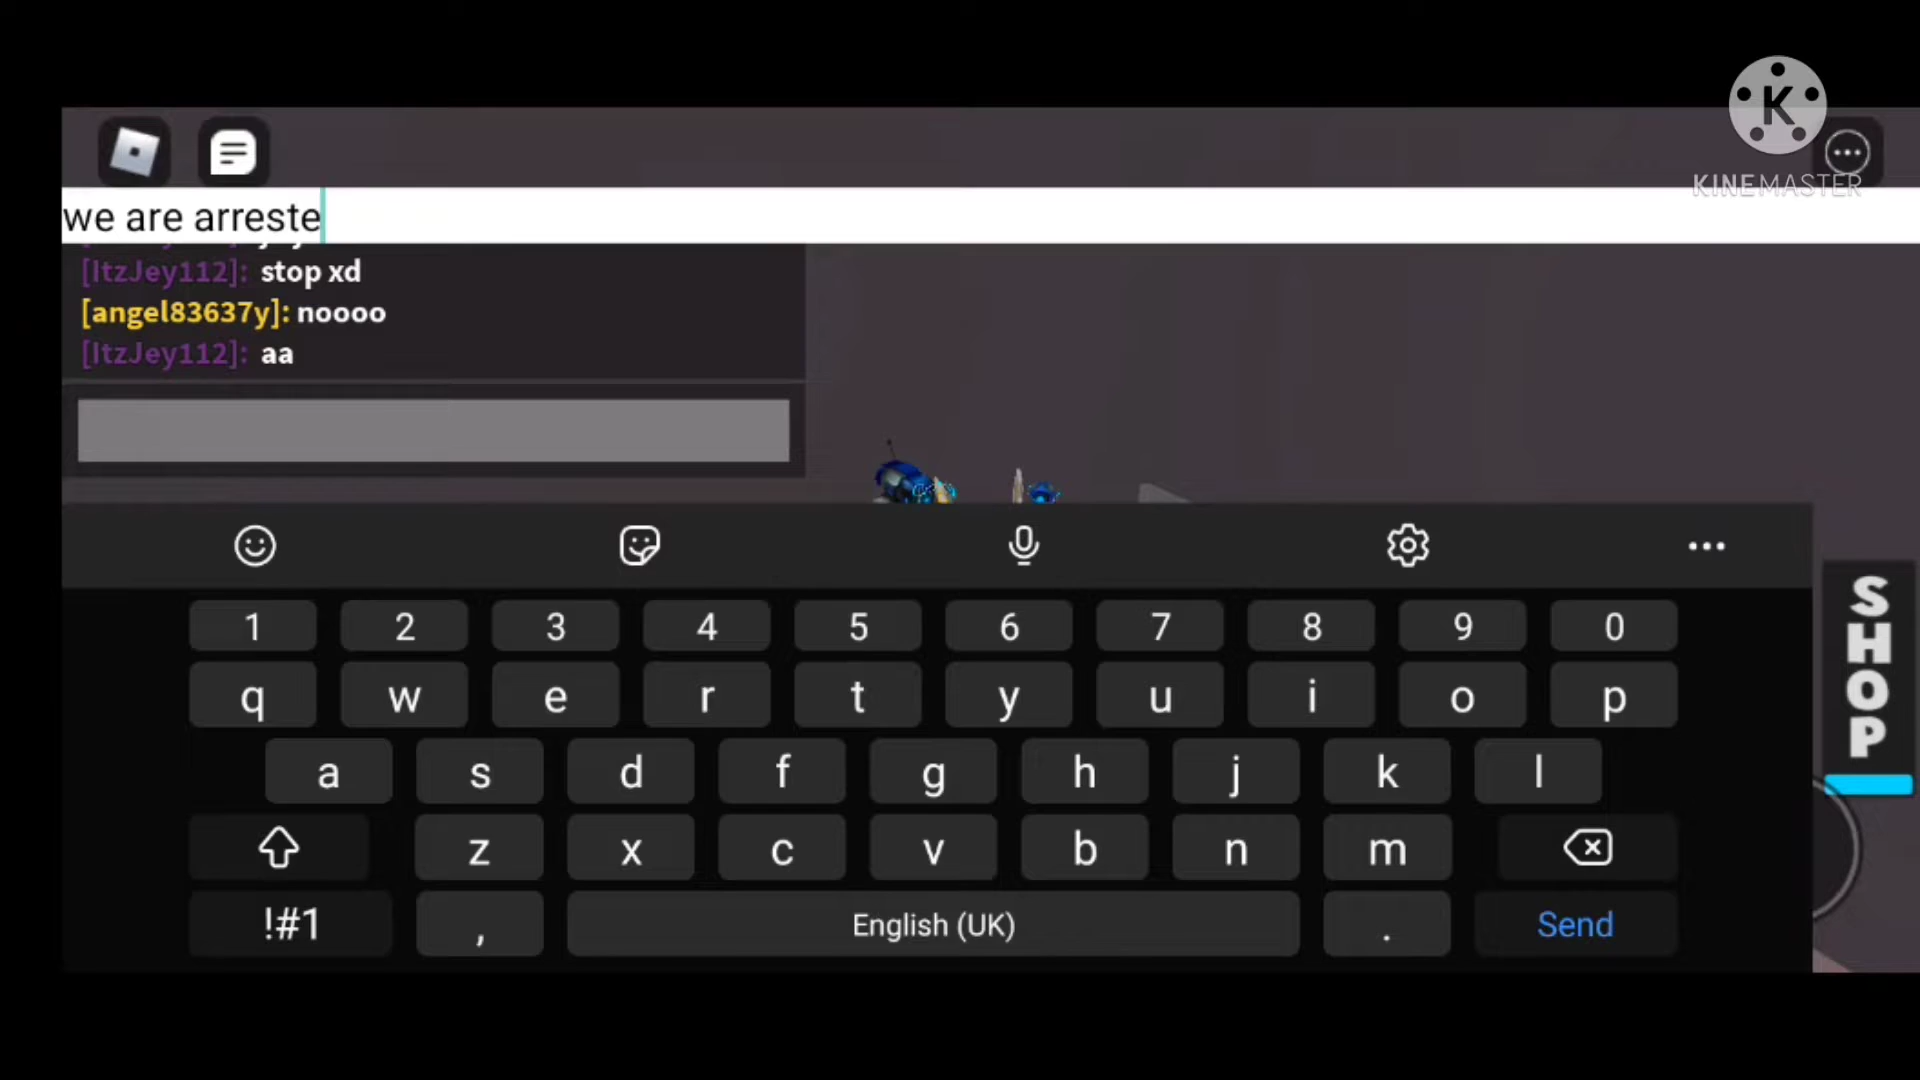 K
KINEMASTER
we are arreste
[ItzJey112]: stop xd
[angel83637y]: noooo
[ItzJey112]: aa
1 2 3 4 5 6 7 8 9 0
q w e r t y u i o p
a s d f g h j k l
z x c v b n m
!#1 , English (UK) . Send
SHOP